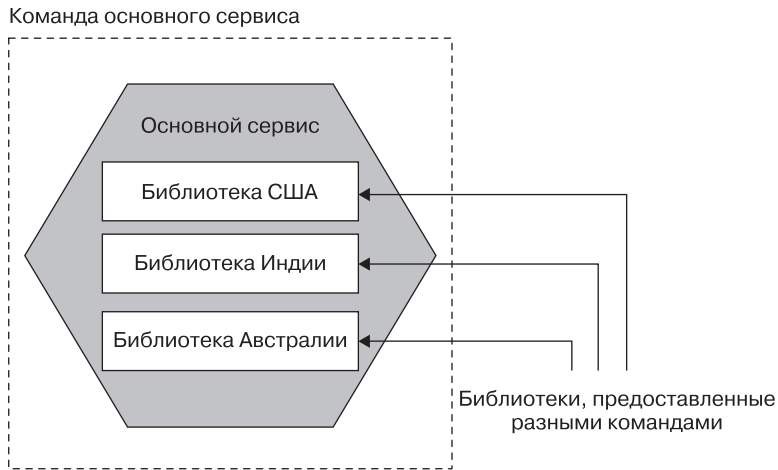 Команда основного сервиса
Основной сервис
Библиотека США
Библиотека Индии
Библиотека Австралии
Библиотеки, предоставленные
разными командами